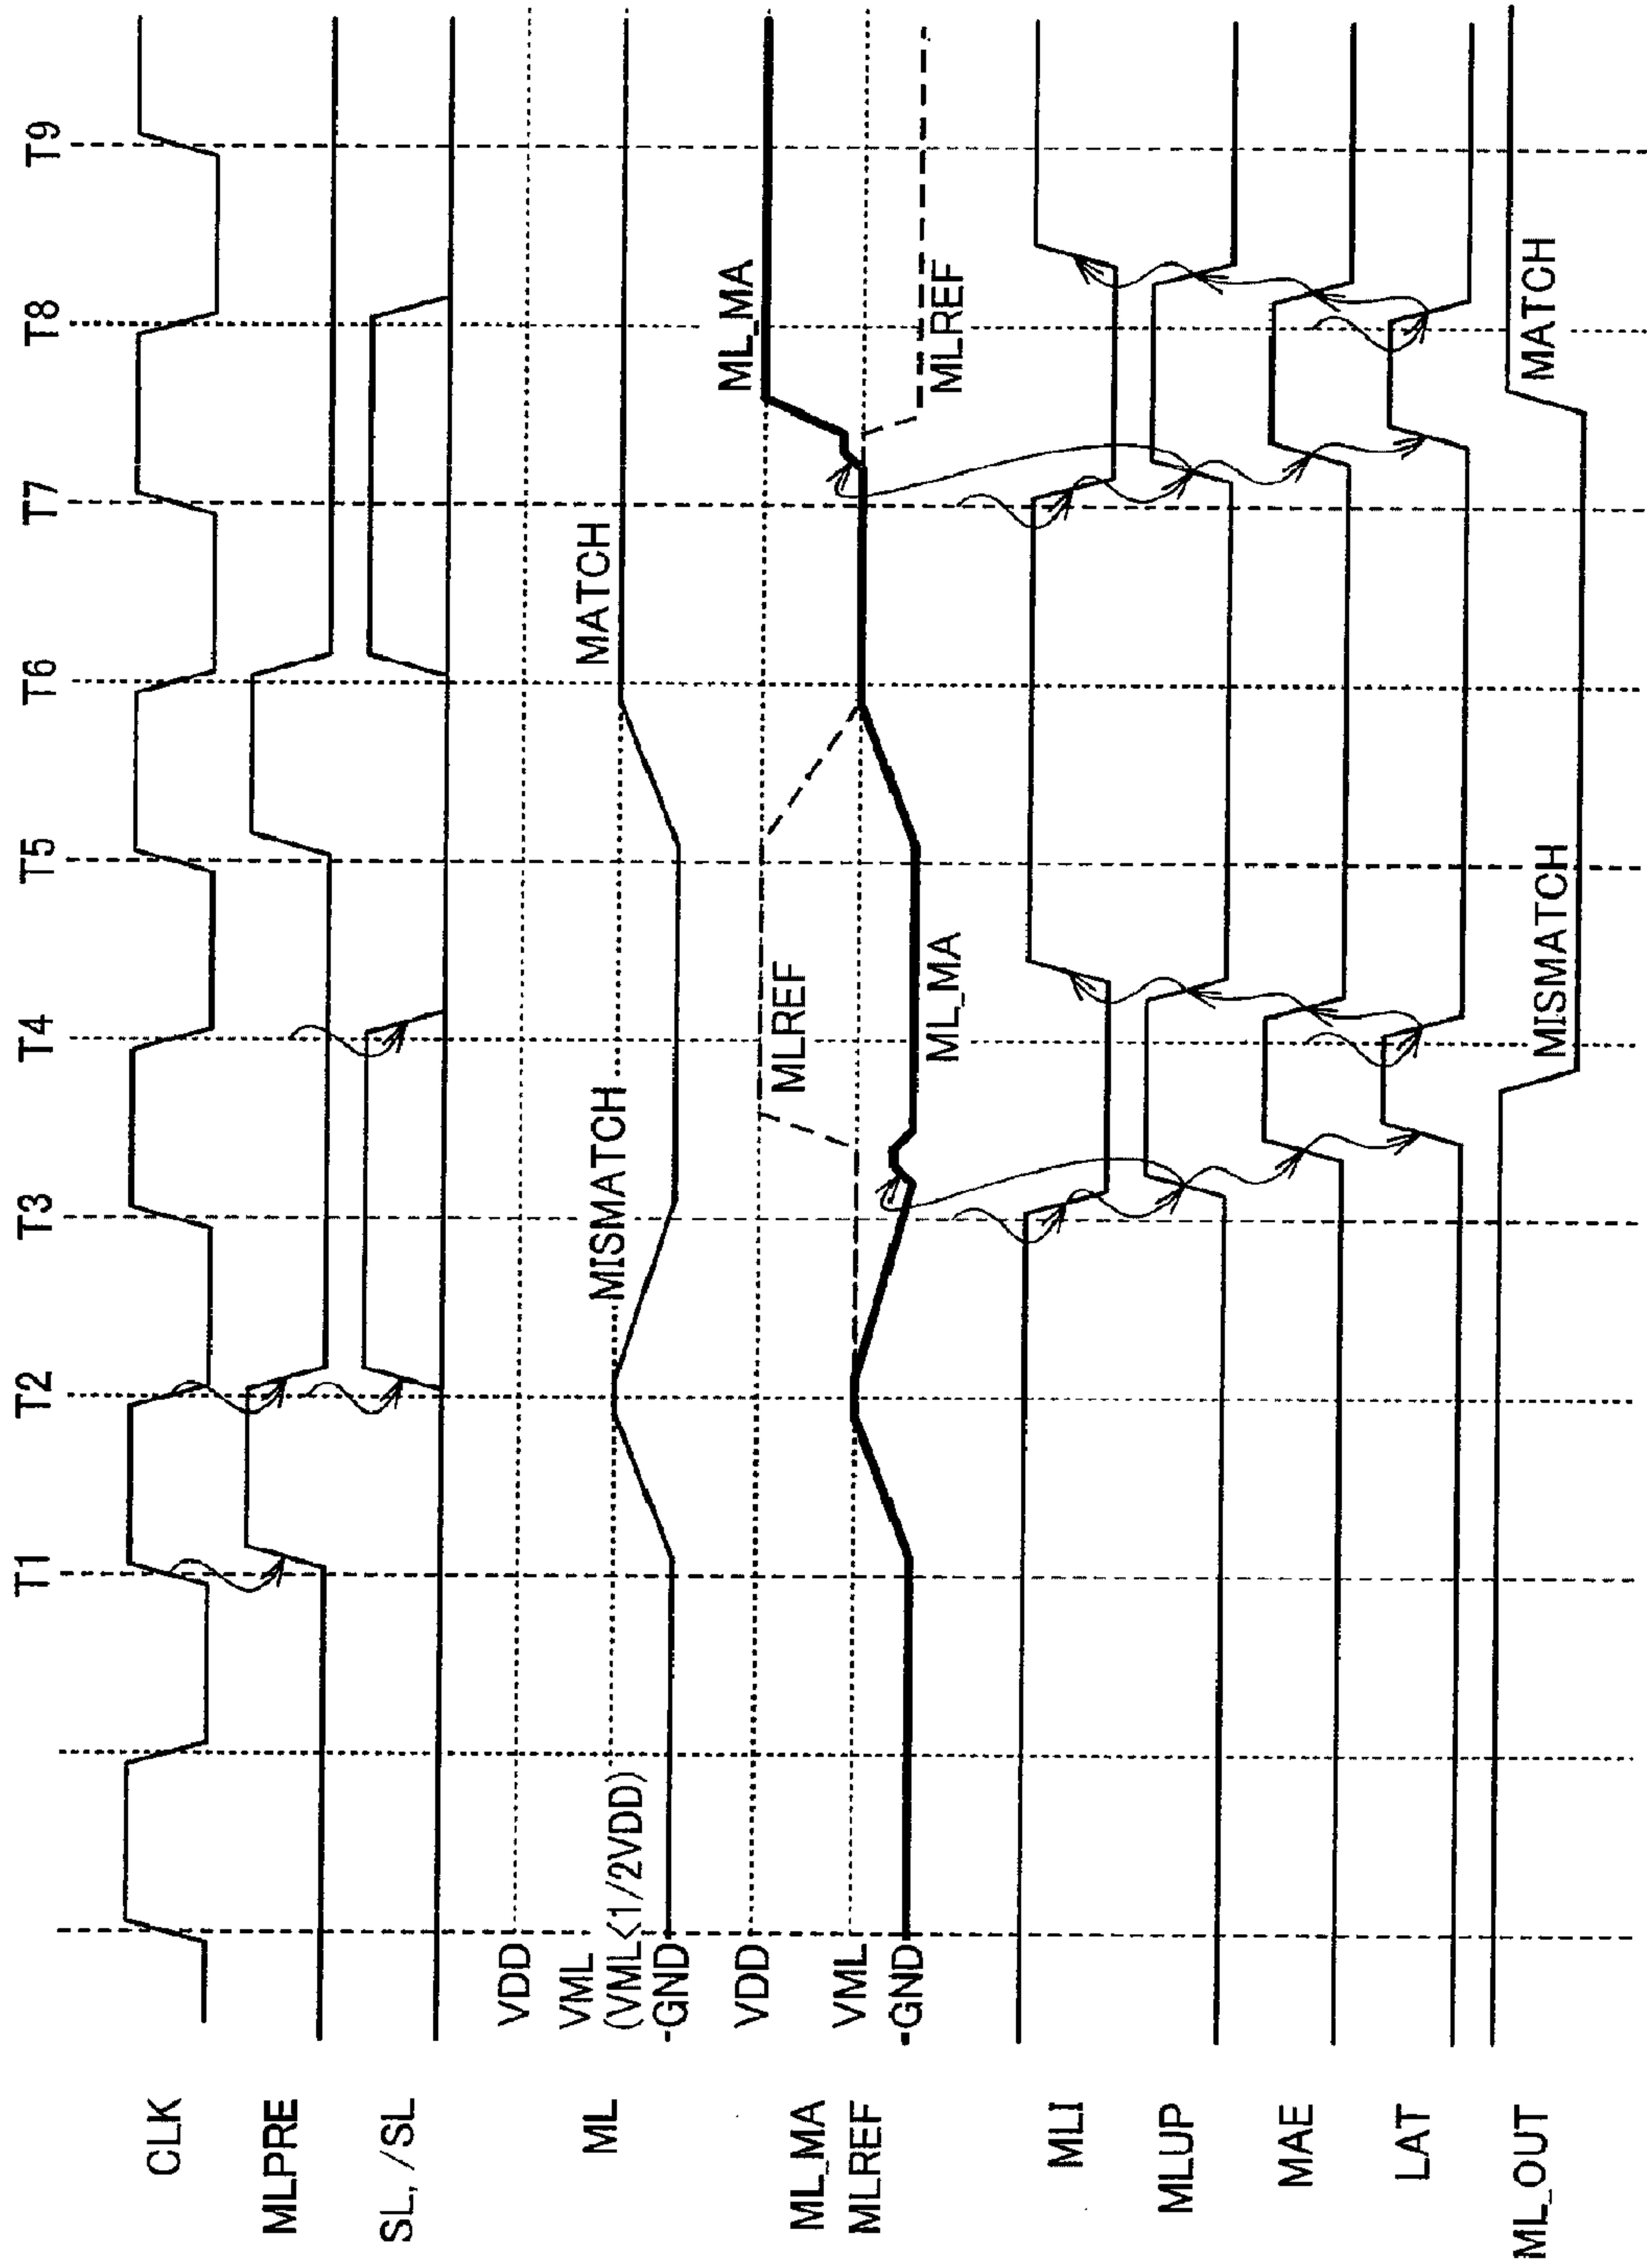 T1 T2 T3 T4 T5 T6 T7 T8 T9
CLK
MLPRE
SL, /SL
VDD
VML
(VML<1/2VDD)
GND
ML
MISMATCH
MATCH
VDD
VML
GND
ML_MA
MLREF
MLREF
ML_MA
ML_MA
MLREF
MLI
MLUP
MAE
LAT
ML_OUT
MISMATCH
MATCH